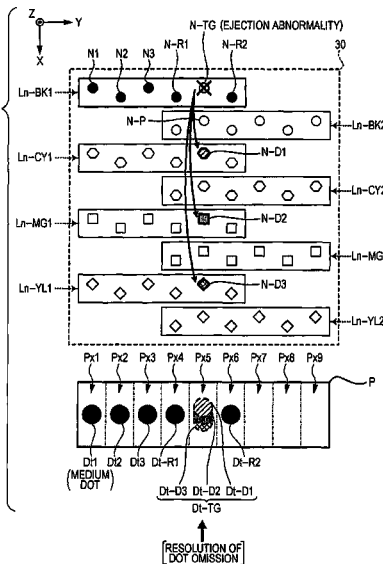 Z
Y
X
N-TG (EJECTION ABNORMALITY)
N1 N2 N3 N-R1 N-R2 30
Ln-BK1
N-P
Ln-BK2
Ln-CY1
N-D1
Ln-CY2
Ln-MG1
N-D2
Ln-MG
Ln-YL1
N-D3
Ln-YL2
Px1 Px2 Px3 Px4 Px5 Px6 Px7 Px8 Px9
P
Dt1 Dt2 Dt3 Dt-R1 Dt-R2
(MEDIUM DOT)
Dt-D3 Dt-D2 Dt-D1
Dt-TG
[RESOLUTION OF DOT OMISSION]